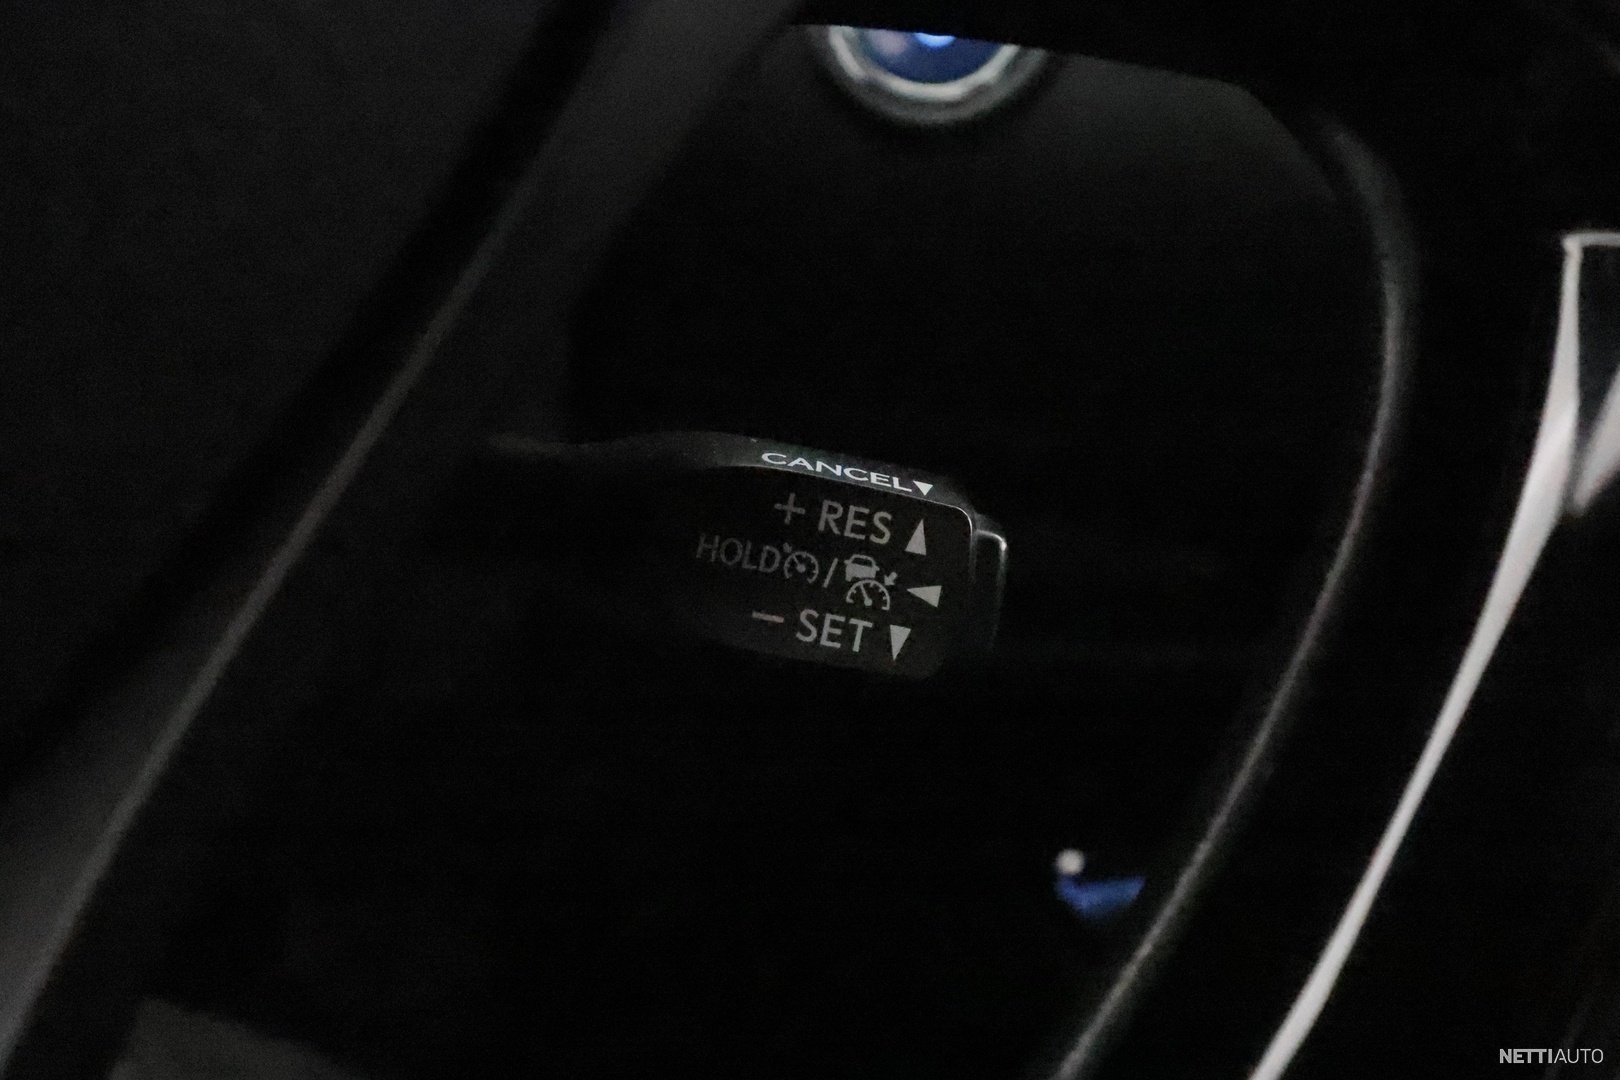 CANCEL▼
+ RES ▲
HOLD / ◀
− SET ▼
NETTIAUTO